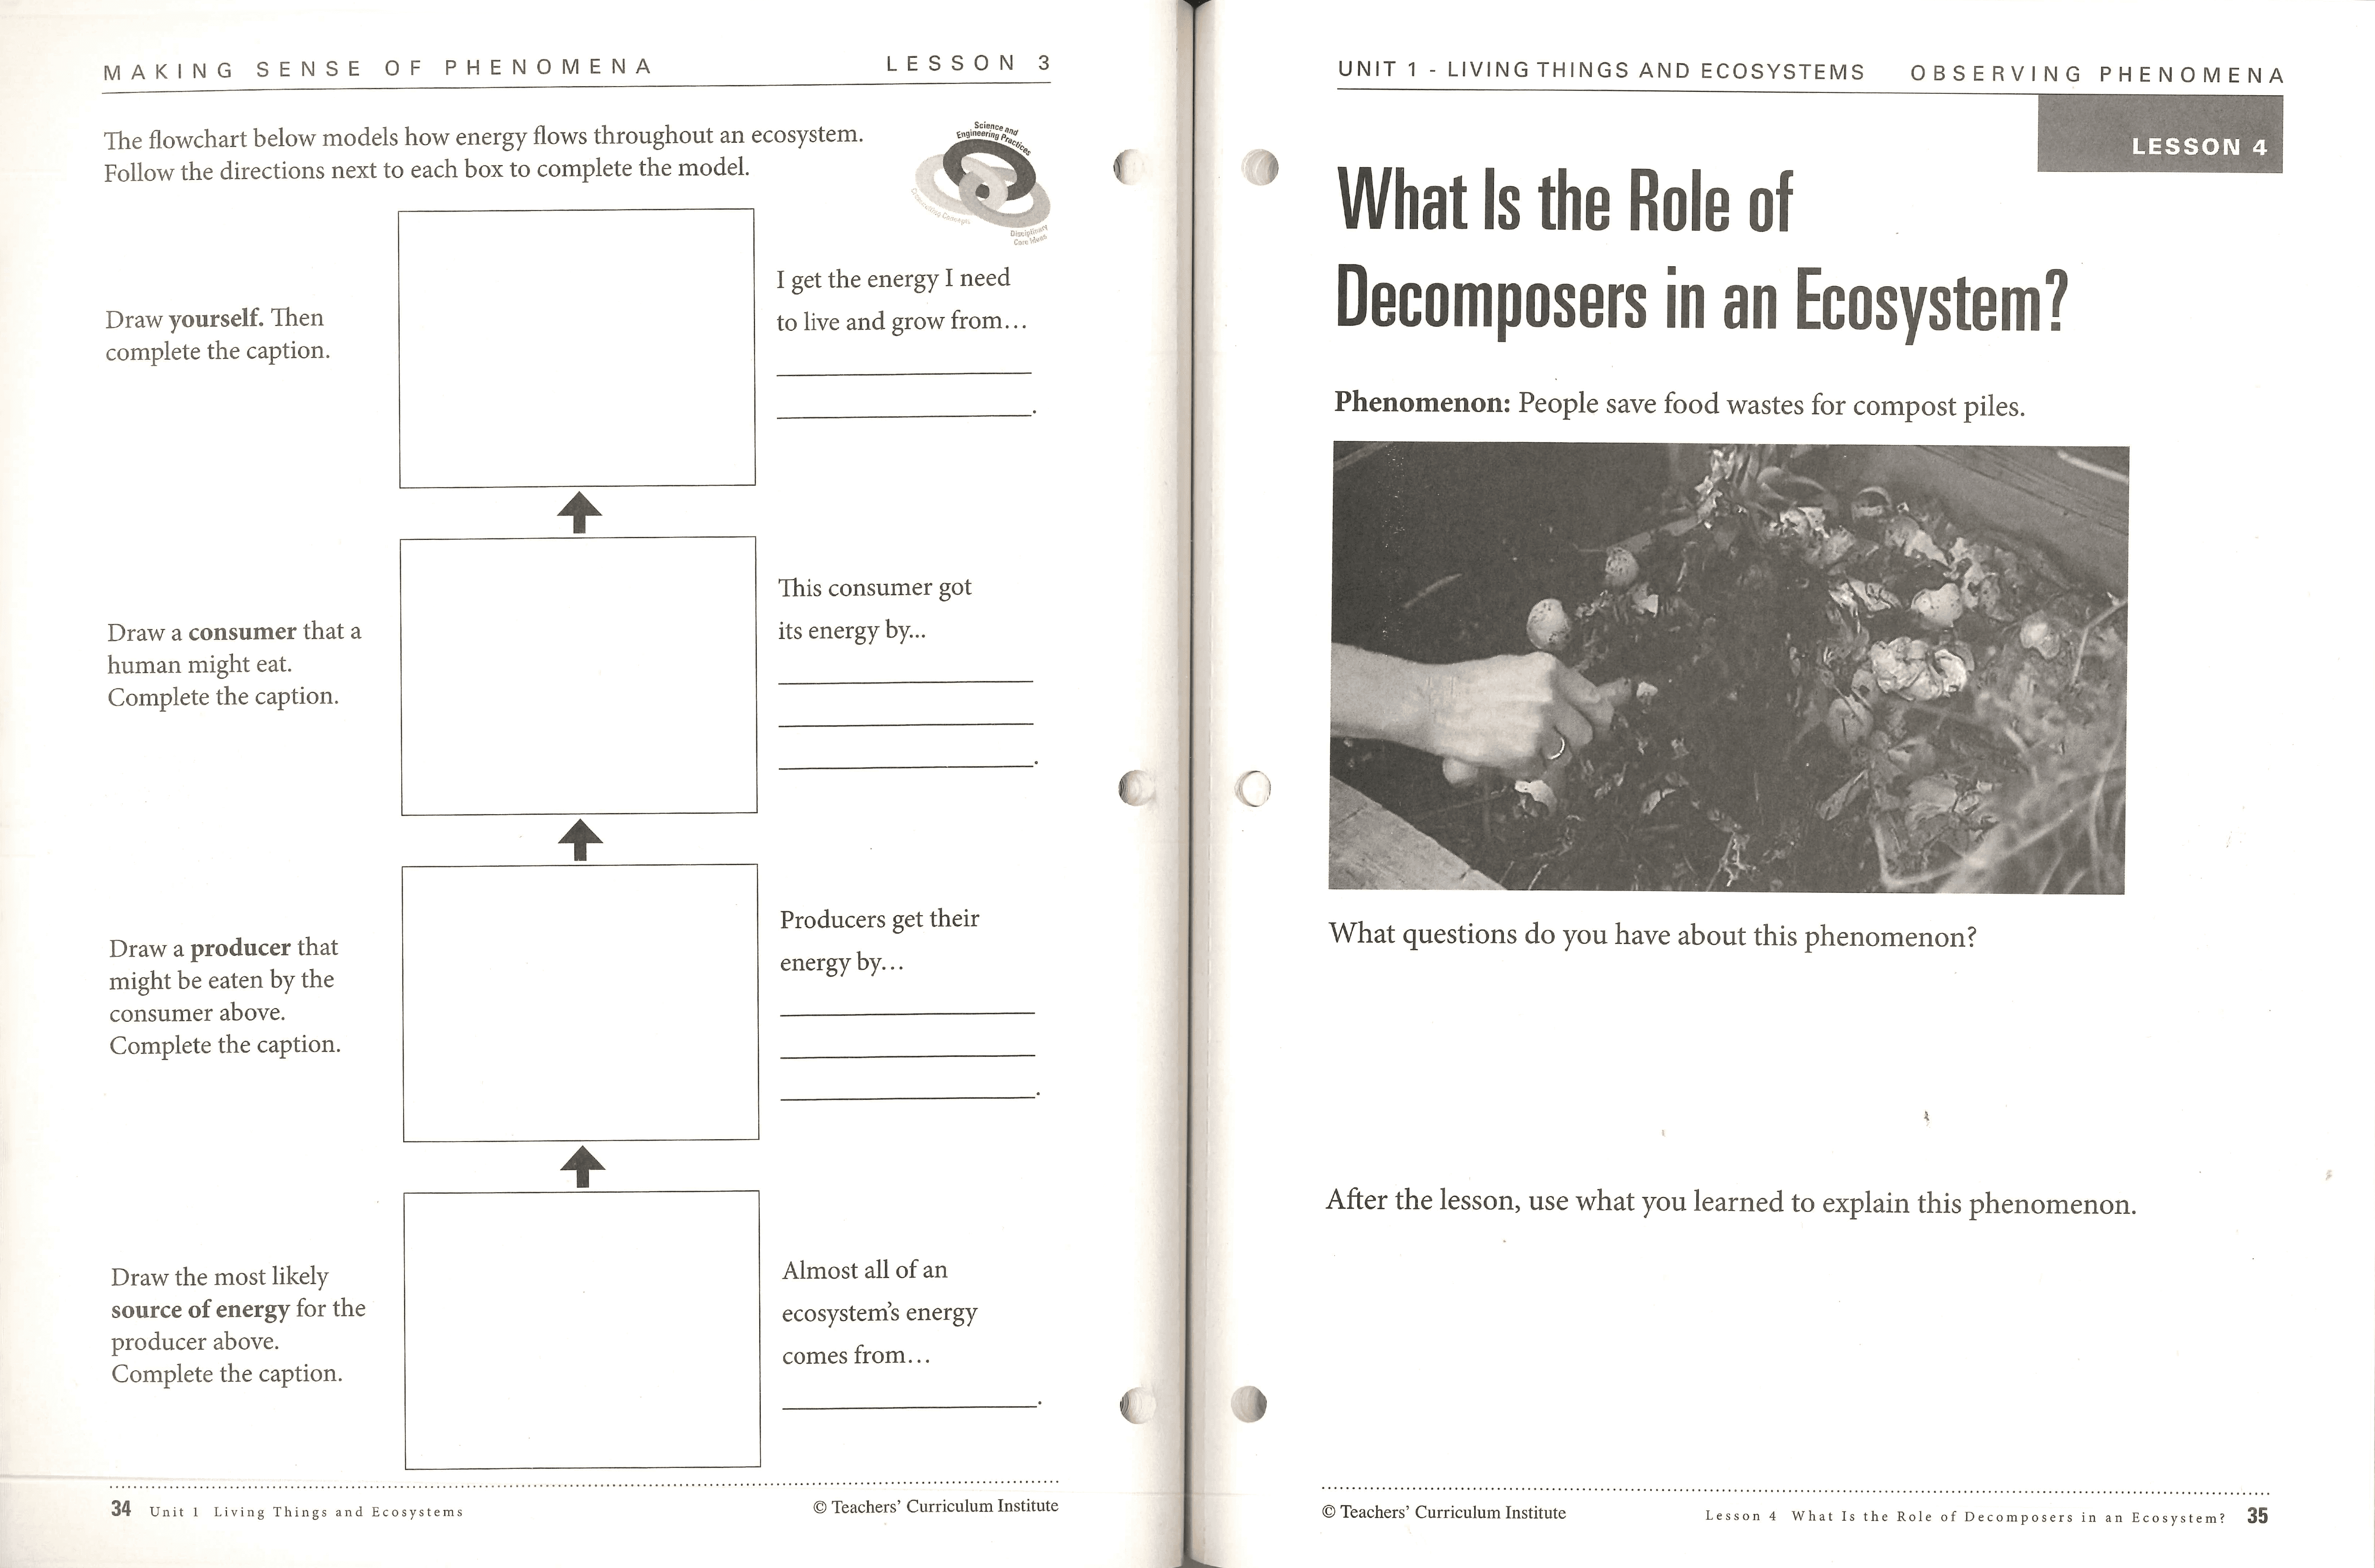 MAKING SENSE OF PHENOMENA
LESSON 3
The flowchart below models how energy flows throughout an ecosystem.
Follow the directions next to each box to complete the model.
Science and
Engineering Practices
Crosscutting Concepts
Disciplinary
Core Ideas
Draw yourself. Then
complete the caption.
I get the energy I need
to live and grow from...
Draw a consumer that a
human might eat.
Complete the caption.
This consumer got
its energy by...
Draw a producer that
might be eaten by the
consumer above.
Complete the caption.
Producers get their
energy by...
Draw the most likely
source of energy for the
producer above.
Complete the caption.
Almost all of an
ecosystem's energy
comes from...
34 Unit 1 Living Things and Ecosystems
© Teachers' Curriculum Institute
UNIT 1 - LIVING THINGS AND ECOSYSTEMS
OBSERVING PHENOMENA
LESSON 4
What Is the Role of
Decomposers in an Ecosystem?
Phenomenon: People save food wastes for compost piles.
What questions do you have about this phenomenon?
After the lesson, use what you learned to explain this phenomenon.
© Teachers' Curriculum Institute
Lesson 4 What Is the Role of Decomposers in an Ecosystem? 35